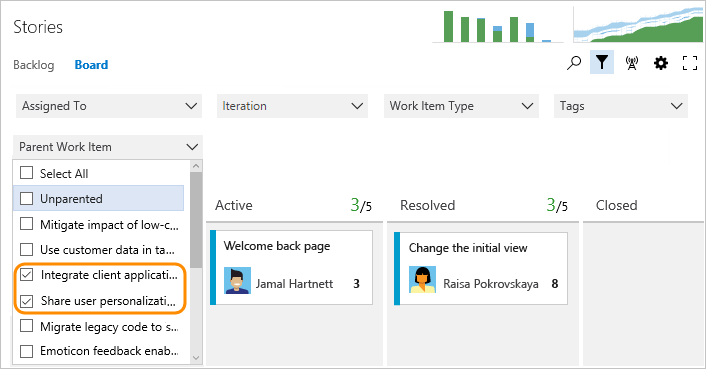 Stories
Backlog Board
Assigned To Iteration Work Item Type Tags
Parent Work Item
Select All
Unparented
Mitigate impact of low-c...
Use customer data in ta...
Integrate client applicati...
Share user personalizati...
Migrate legacy code to s...
Emoticon feedback enab...
Active 3/5 Resolved 3/5 Closed
Welcome back page
Jamal Hartnett 3
Change the initial view
Raisa Pokrovskaya 8